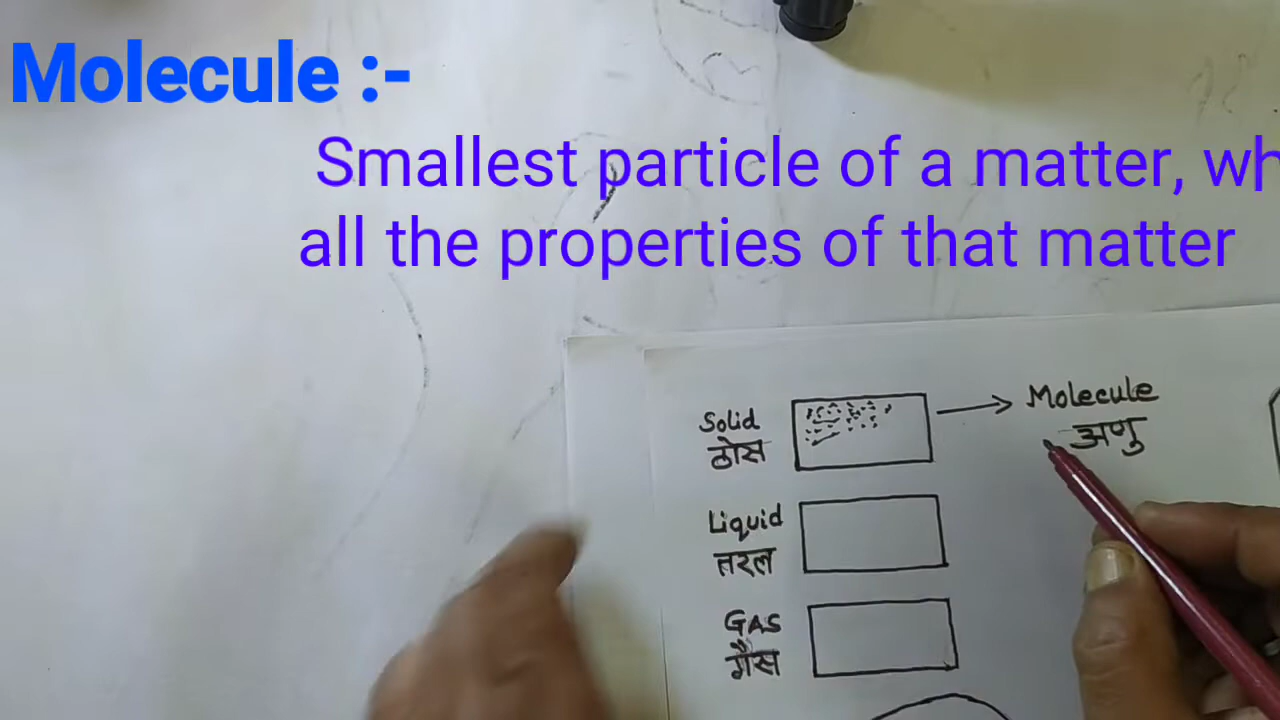 Molecule :-
Smallest particle of a matter, wh
all the properties of that matter
Solid
ठोस
Molecule
अणु
Liquid
तरल
GAS
गैस